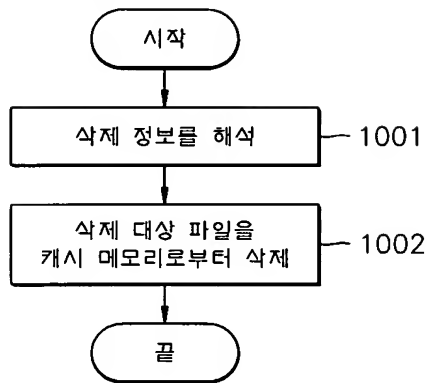 시작
삭제 정보를 해석
1001
삭제 대상 파일을
캐시 메모리로부터 삭제
1002
끝